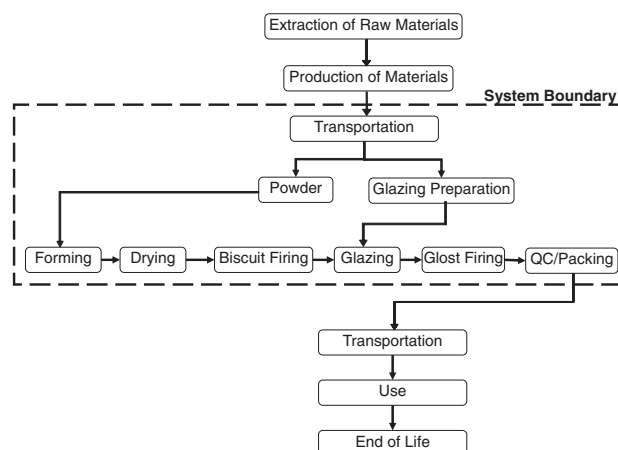 Extraction of Raw Materials
Production of Materials
System Boundary
Transportation
Powder
Glazing Preparation
Forming
Drying
Biscuit Firing
Glazing
Glost Firing
QC/Packing
Transportation
Use
End of Life